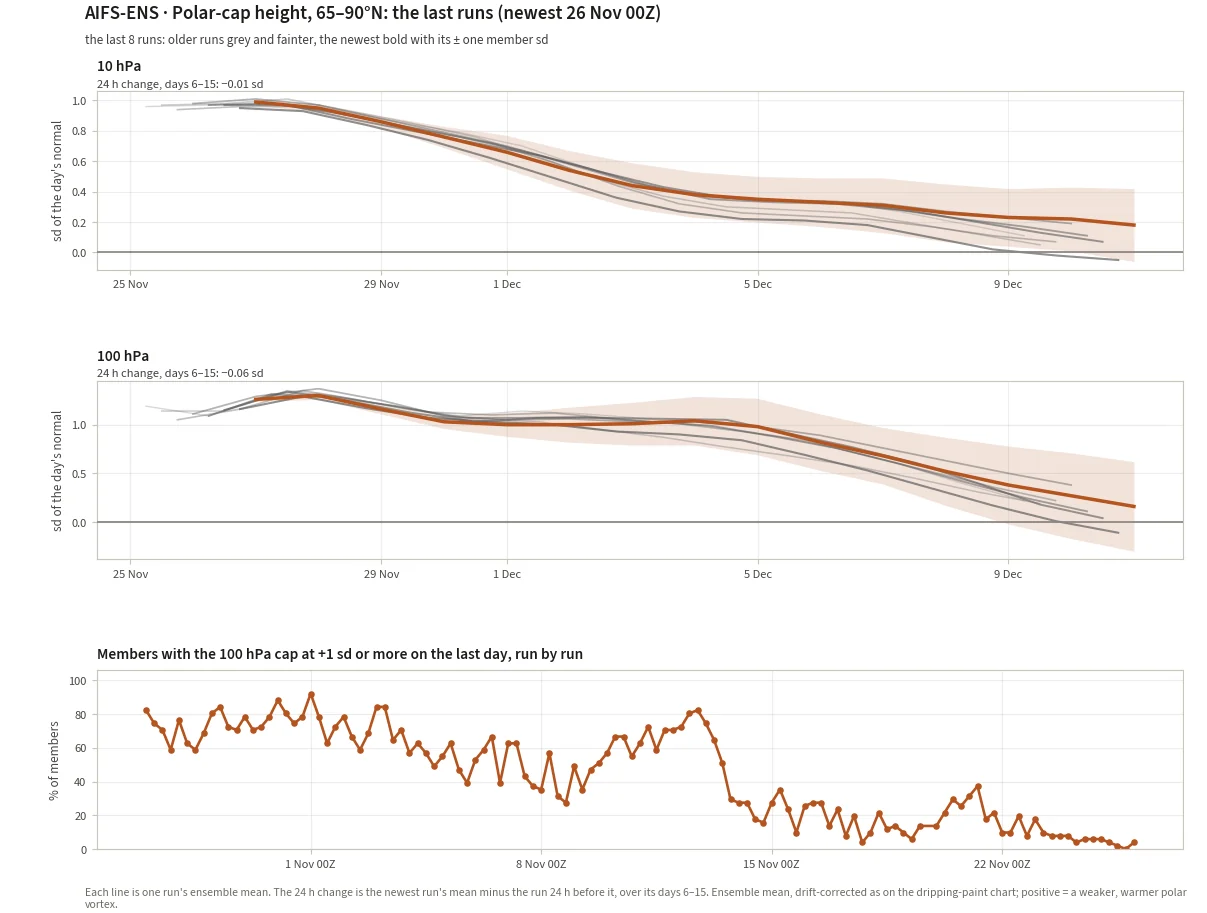 AIFS-ENS · Polar-cap height, 65–90°N: the last runs (newest 26 Nov 00Z)
the last 8 runs: older runs grey and fainter, the newest bold with its ± one member sd
10 hPa
24 h change, days 6–15: −0.01 sd
sd of the day's normal
1.0
0.8
0.6
0.4
0.2
0.0
25 Nov
29 Nov
1 Dec
5 Dec
9 Dec
100 hPa
24 h change, days 6–15: −0.06 sd
sd of the day's normal
1.0
0.5
0.0
25 Nov
29 Nov
1 Dec
5 Dec
9 Dec
Members with the 100 hPa cap at +1 sd or more on the last day, run by run
% of members
100
80
60
40
20
0
1 Nov 00Z
8 Nov 00Z
15 Nov 00Z
22 Nov 00Z
Each line is one run's ensemble mean. The 24 h change is the newest run's mean minus the run 24 h before it, over its days 6–15. Ensemble mean, drift-corrected as on the dripping-paint chart; positive = a weaker, warmer polar
vortex.